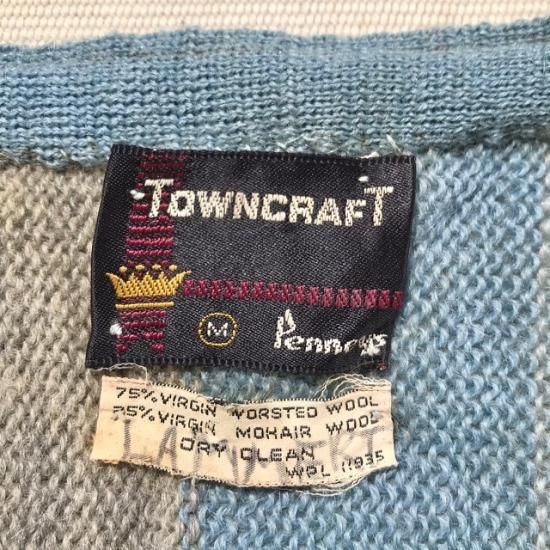 TOWNCRAFT
M
Penneys
75% VIRGIN WORSTED WOOL
25% VIRGIN MOHAIR WOOL
DRY CLEAN
WPL 11935